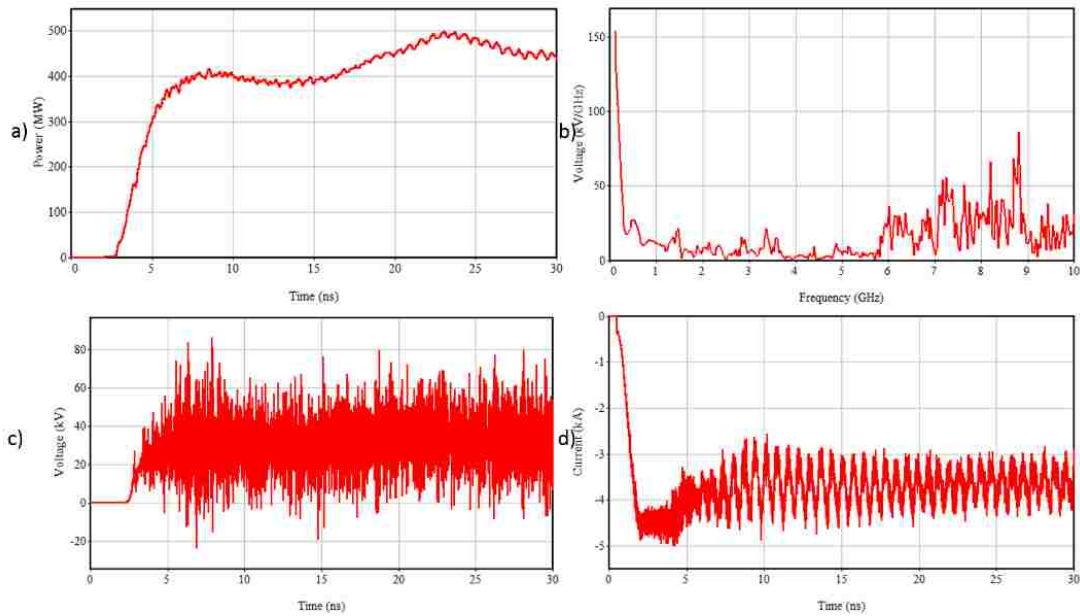 a)
Power (MW)
500
400
300
200
100
0
0 5 10 15 20 25 30
Time (ns)
b)
Voltage (kV/GHz)
150
100
50
0
0 1 2 3 4 5 6 7 8 9 10
Frequency (GHz)
c)
Voltage (kV)
80
60
40
20
0
-20
0 5 10 15 20 25 30
Time (ns)
d)
Current (kA)
0
-1
-2
-3
-4
-5
0 5 10 15 20 25 30
Time (ns)